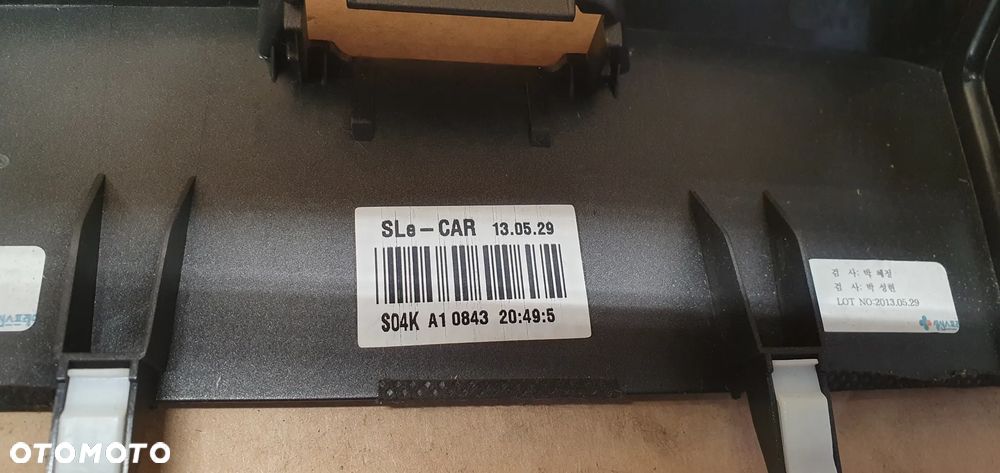 SLe-CAR 13.05.29
S04K A1 0843 20:49:5
검 사: 박 혜정
검 사: 박 성현
LOT NO:2013.05.29
OTOMOTO